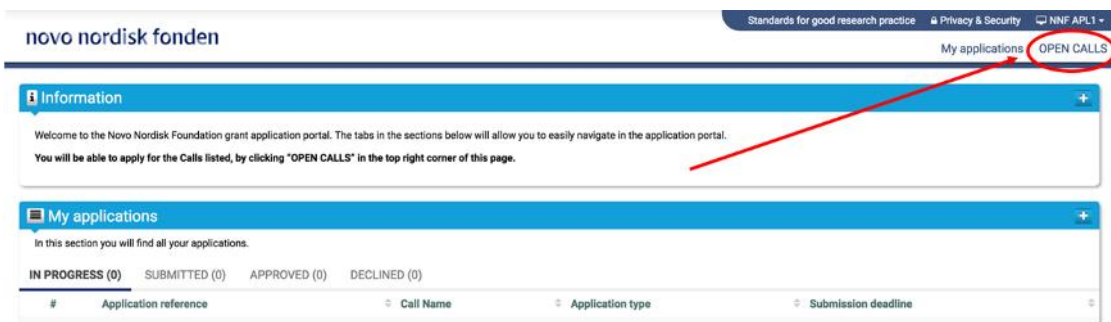 Standards for good research practice Privacy & Security NNF APL1
novo nordisk fonden
My applications OPEN CALLS
Information
Welcome to the Novo Nordisk Foundation grant application portal. The tabs in the sections below will allow you to easily navigate in the application portal.
You will be able to apply for the Calls listed, by clicking "OPEN CALLS" in the top right corner of this page.
My applications
In this section you will find all your applications.
IN PROGRESS (0) SUBMITTED (0) APPROVED (0) DECLINED (0)
# Application reference Call Name Application type Submission deadline